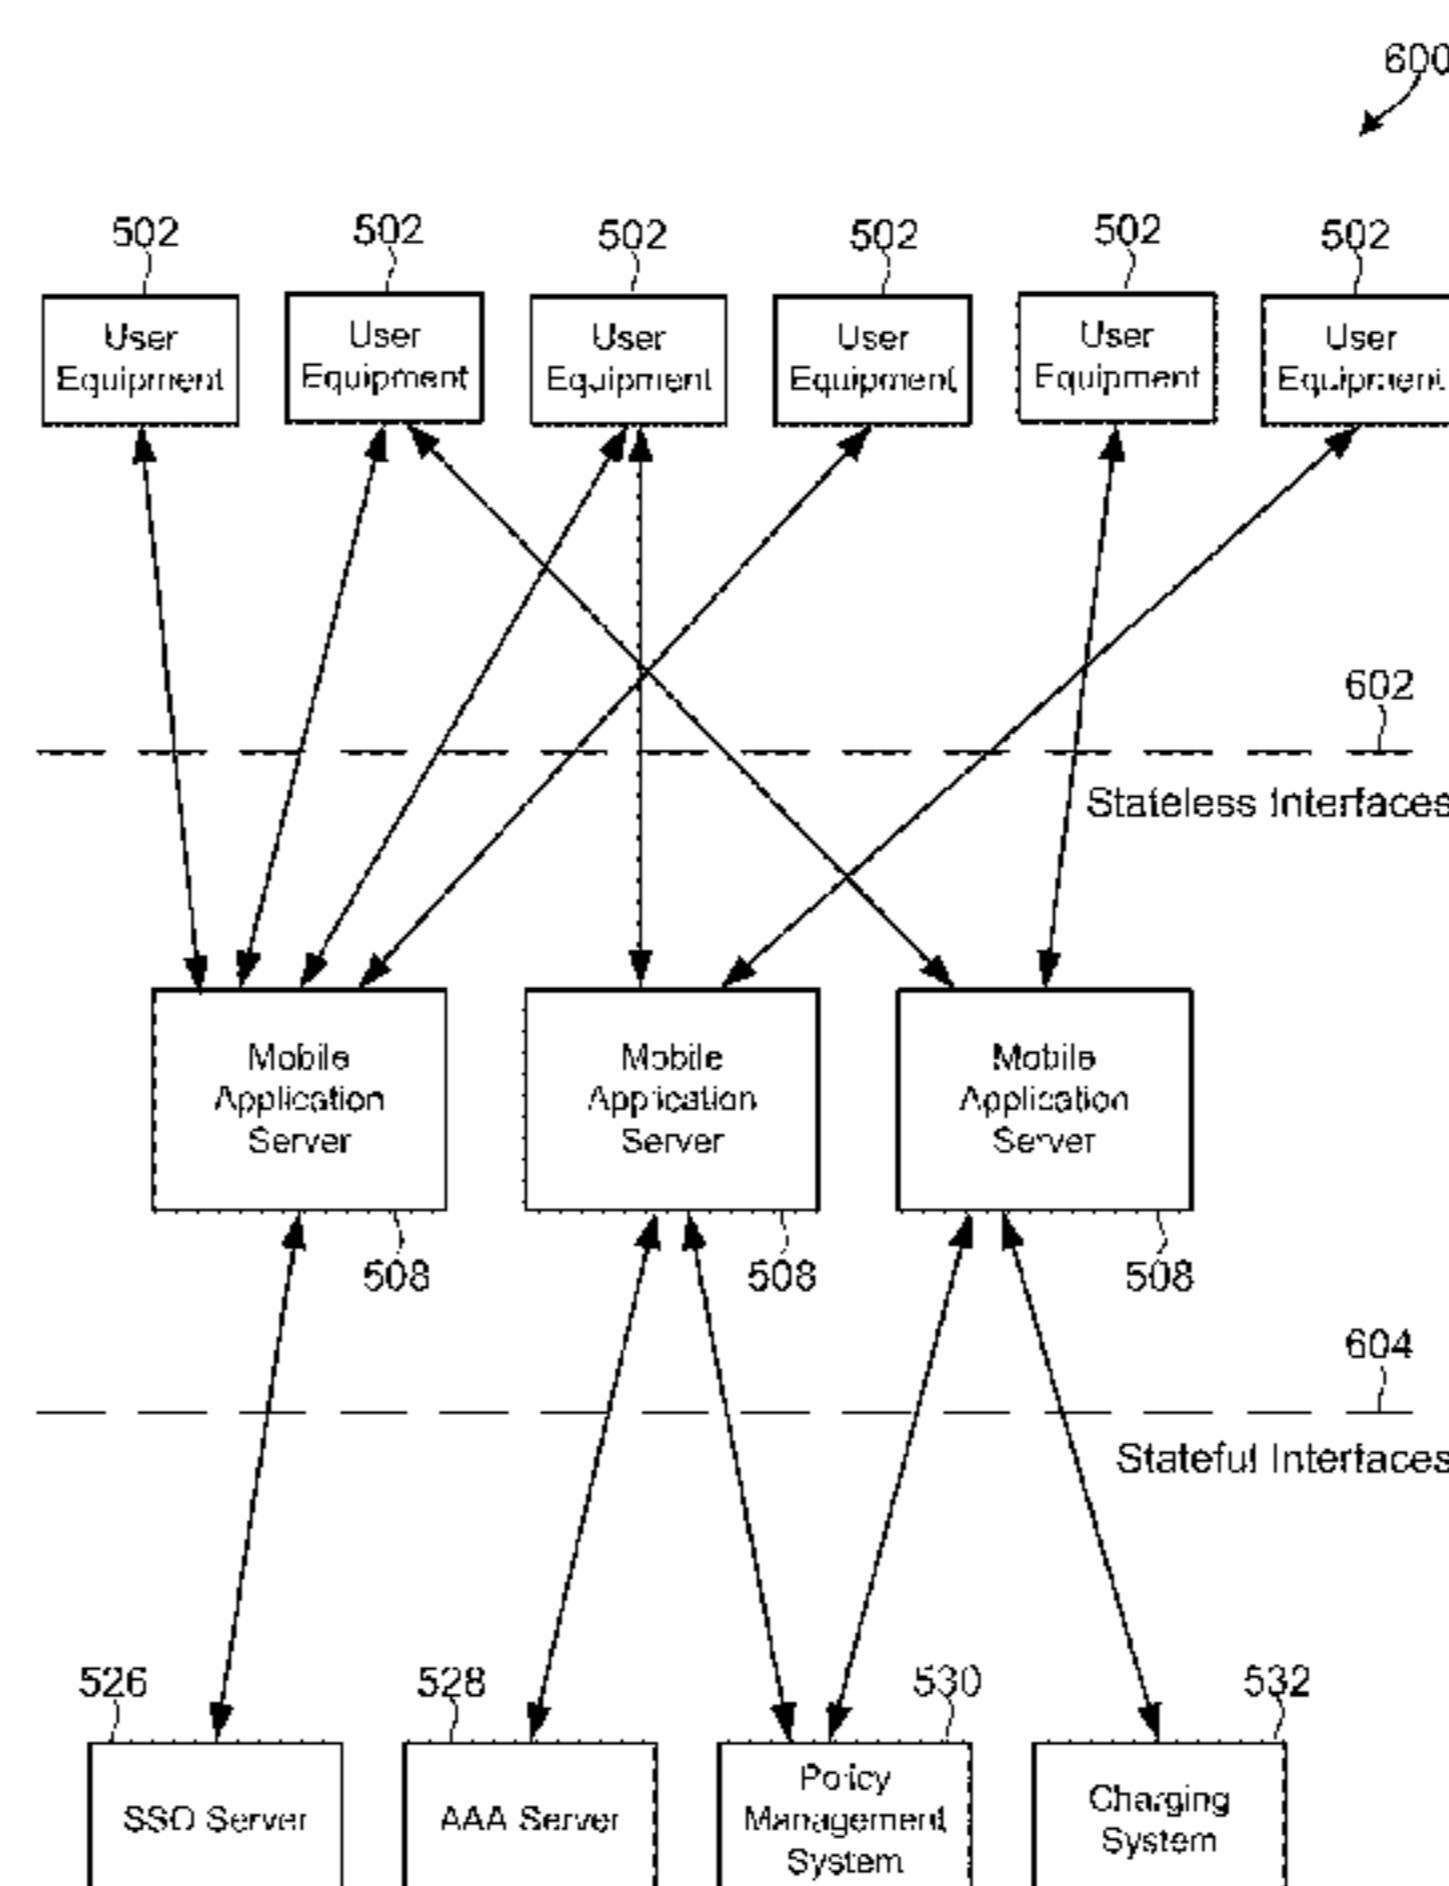 600
502 502 502 502 502 502
User Equipment
User Equipment
User Equipment
User Equipment
User Equipment
User Equipment
602
Stateless Interfaces
Mobile Application Server
Mobile Application Server
Mobile Application Server
508 508 508
604
Stateful Interfaces
526 528 530 532
SSO Server
AAA Server
Policy Management System
Charging System